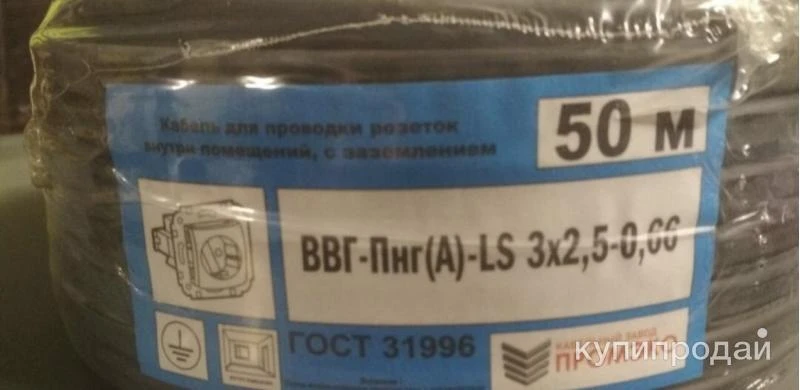 Кабель для проводки розеток
внутри помещений, с заземлением
50 м
ВВГ-Пнг(А)-LS 3х2,5-0,66
ГОСТ 31996
ЗАВОД
купипродай